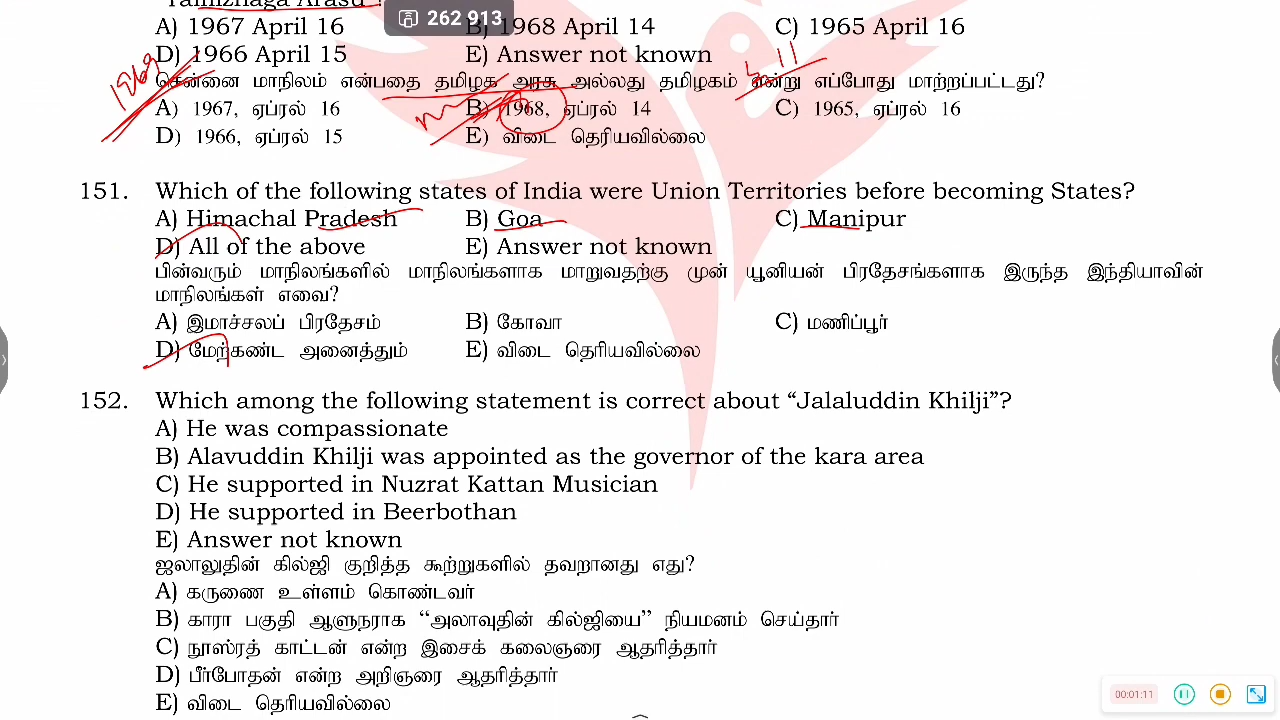 Tamizhaga Arasu ?
262 913
A) 1967 April 16 B) 1968 April 14 C) 1965 April 16
D) 1966 April 15 E) Answer not known
1969
சென்னை மாநிலம் என்பதை தமிழக அரசு அல்லது தமிழகம் என்று எப்போது மாற்றப்பட்டது?
A) 1967, ஏப்ரல் 16 B) 1968, ஏப்ரல் 14 C) 1965, ஏப்ரல் 16
D) 1966, ஏப்ரல் 15 E) விடை தெரியவில்லை
151. Which of the following states of India were Union Territories before becoming States?
A) Himachal Pradesh B) Goa C) Manipur
D) All of the above E) Answer not known
பின்வரும் மாநிலங்களில் மாநிலங்களாக மாறுவதற்கு முன் யூனியன் பிரதேசங்களாக இருந்த இந்தியாவின்
மாநிலங்கள் எவை?
A) இமாச்சலப் பிரதேசம் B) கோவா C) மணிப்பூர்
D) மேற்கண்ட அனைத்தும் E) விடை தெரியவில்லை
152. Which among the following statement is correct about “Jalaluddin Khilji”?
A) He was compassionate
B) Alavuddin Khilji was appointed as the governor of the kara area
C) He supported in Nuzrat Kattan Musician
D) He supported in Beerbothan
E) Answer not known
ஜலாலுதின் கில்ஜி குறித்த கூற்றுகளில் தவறானது எது?
A) கருணை உள்ளம் கொண்டவர்
B) காரா பகுதி ஆளுநராக “அலாவுதின் கில்ஜியை” நியமனம் செய்தார்
C) நூஸ்ரத் காட்டன் என்ற இசைக் கலைஞரை ஆதரித்தார்
D) பீர்போதன் என்ற அறிஞரை ஆதரித்தார்
E) விடை தெரியவில்லை
00:01:11